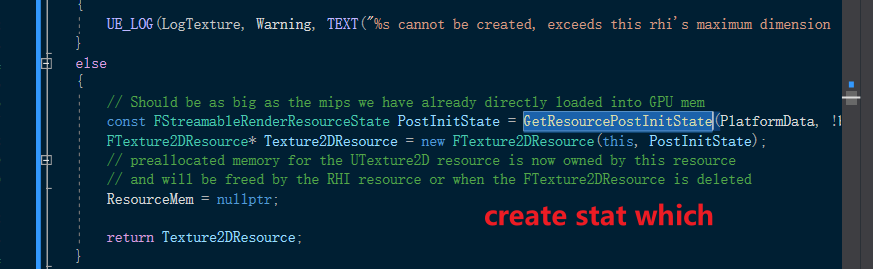 {
UE_LOG(LogTexture, Warning, TEXT("%s cannot be created, exceeds this rhi's maximum dimension
}
else
{
// Should be as big as the mips we have already directly loaded into GPU mem
const FStreamableRenderResourceState PostInitState = GetResourcePostInitState(PlatformData, !b
FTexture2DResource* Texture2DResource = new FTexture2DResource(this, PostInitState);
// preallocated memory for the UTexture2D resource is now owned by this resource
// and will be freed by the RHI resource or when the FTexture2DResource is deleted
ResourceMem = nullptr;
create stat which
return Texture2DResource;
}